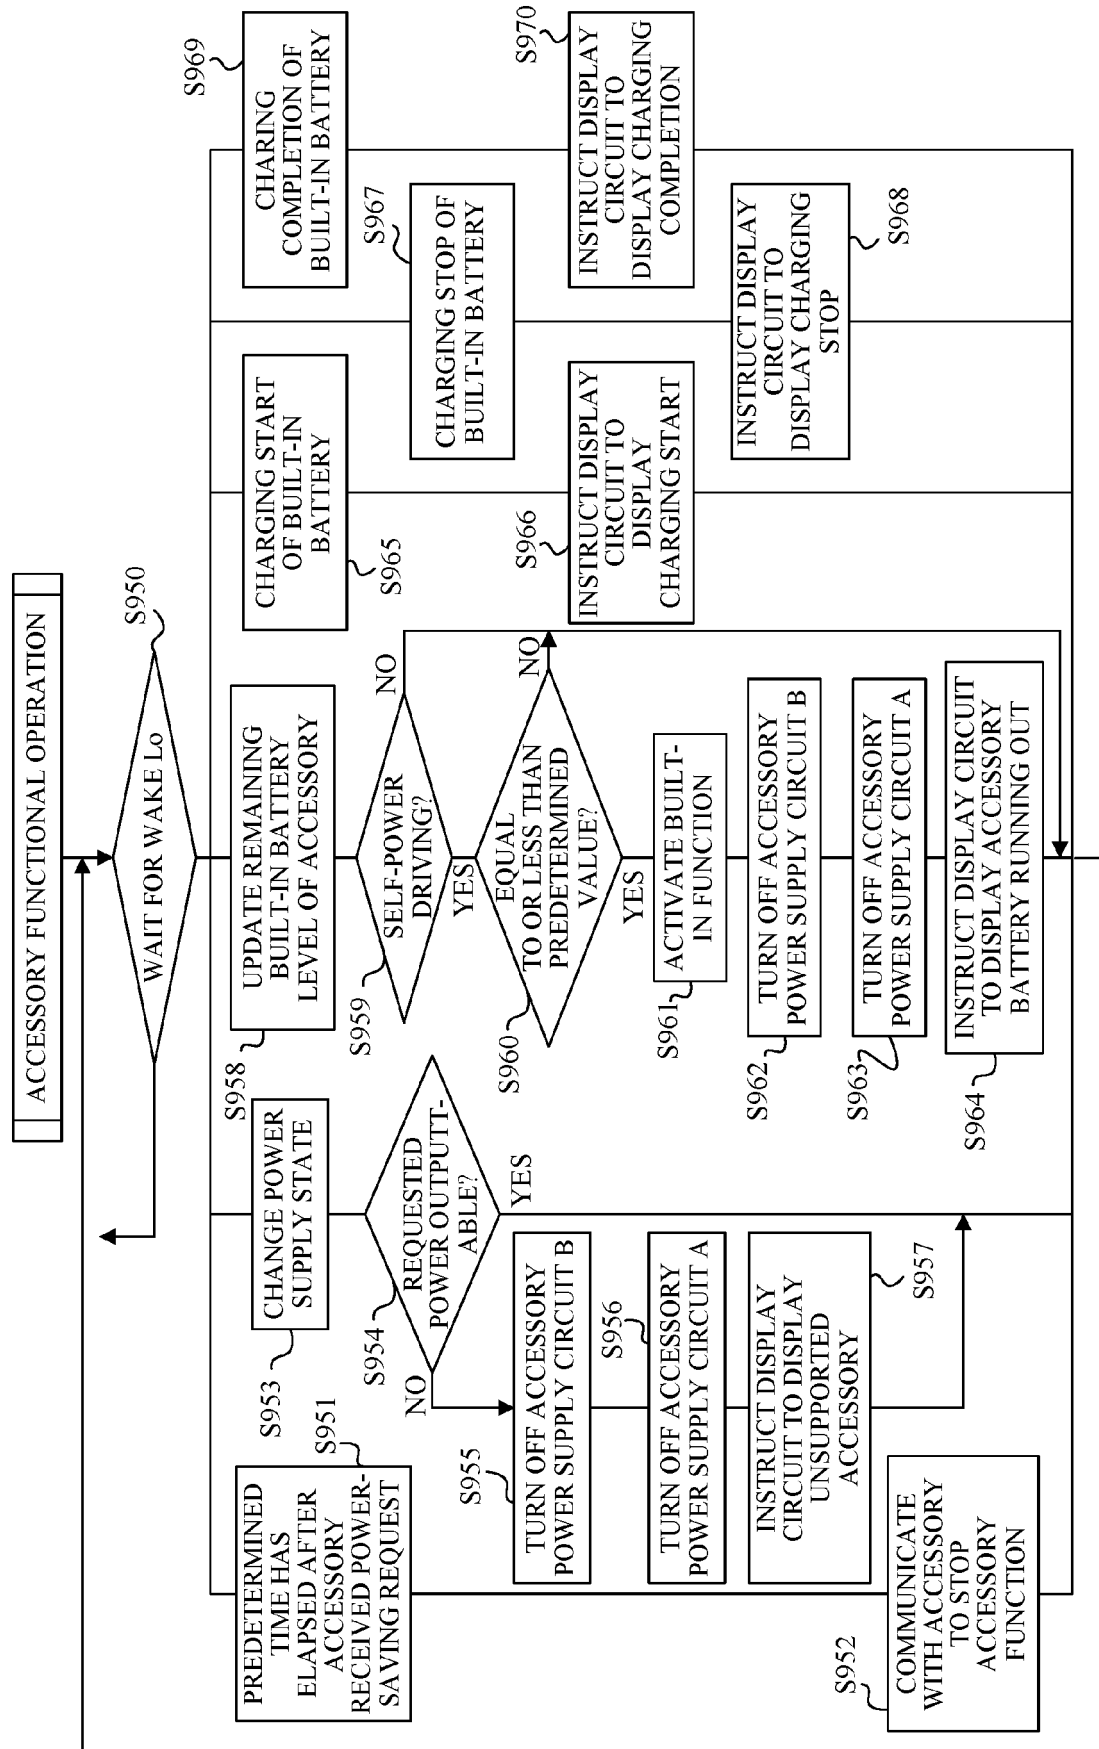 ACCESSORY FUNCTIONAL OPERATION
WAIT FOR WAKE Lo
S950
PREDETERMINED
TIME HAS
ELAPSED AFTER
ACCESSORY
RECEIVED POWER-
SAVING REQUEST
S951
COMMUNICATE
WITH ACCESSORY
TO STOP
ACCESSORY
FUNCTION
S952
CHANGE POWER
SUPPLY STATE
S953
REQUESTED
POWER OUTPUTT-
ABLE?
S954
NO
YES
TURN OFF ACCESSORY
POWER SUPPLY CIRCUIT B
S955
TURN OFF ACCESSORY
POWER SUPPLY CIRCUIT A
S956
INSTRUCT DISPLAY
CIRCUIT TO DISPLAY
UNSUPPORTED
ACCESSORY
S957
UPDATE REMAINING
BUILT-IN BATTERY
LEVEL OF ACCESSORY
S958
SELF-POWER
DRIVING?
S959
NO
YES
EQUAL
TO OR LESS THAN
PREDETERMINED
VALUE?
S960
NO
YES
ACTIVATE BUILT-
IN FUNCTION
S961
TURN OFF ACCESSORY
POWER SUPPLY CIRCUIT B
S962
TURN OFF ACCESSORY
POWER SUPPLY CIRCUIT A
S963
INSTRUCT DISPLAY CIRCUIT
TO DISPLAY ACCESSORY
BATTERY RUNNING OUT
S964
CHARGING START
OF BUILT-IN
BATTERY
S965
INSTRUCT DISPLAY
CIRCUIT TO
DISPLAY
CHARGING START
S966
CHARGING STOP OF
BUILT-IN BATTERY
S967
INSTRUCT DISPLAY
CIRCUIT TO
DISPLAY CHARGING
STOP
S968
CHARING
COMPLETION OF
BUILT-IN BATTERY
S969
INSTRUCT DISPLAY
CIRCUIT TO
DISPLAY CHARGING
COMPLETION
S970